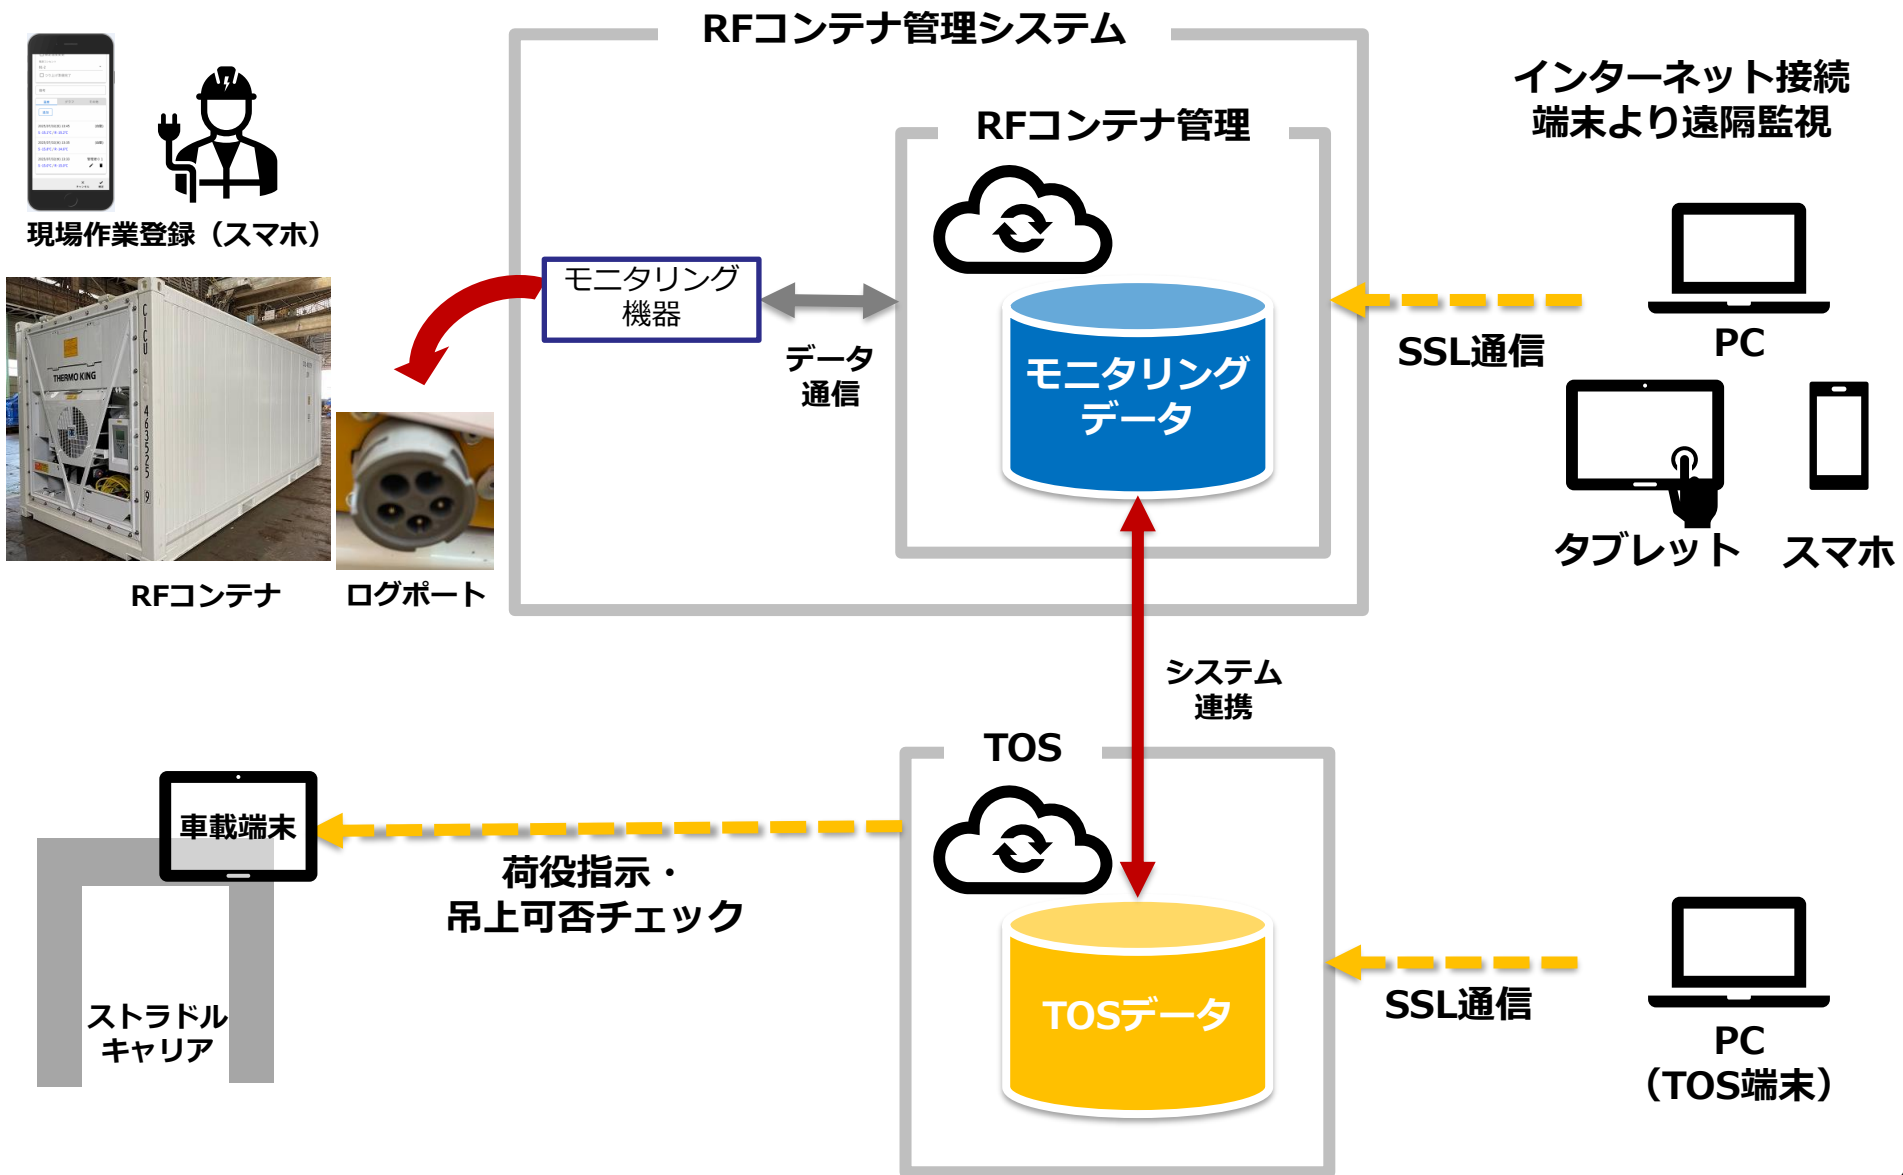 RFコンテナ管理システム
インターネット接続
端末より遠隔監視
RFコンテナ管理
現場作業登録（スマホ）
モニタリング
機器
データ
通信
モニタリング
データ
SSL通信
PC
タブレット
スマホ
THERMO KING
CICU 463525 9
RFコンテナ
ログポート
システム
連携
TOS
車載端末
荷役指示・
吊上可否チェック
ストラドル
キャリア
TOSデータ
SSL通信
PC
（TOS端末）